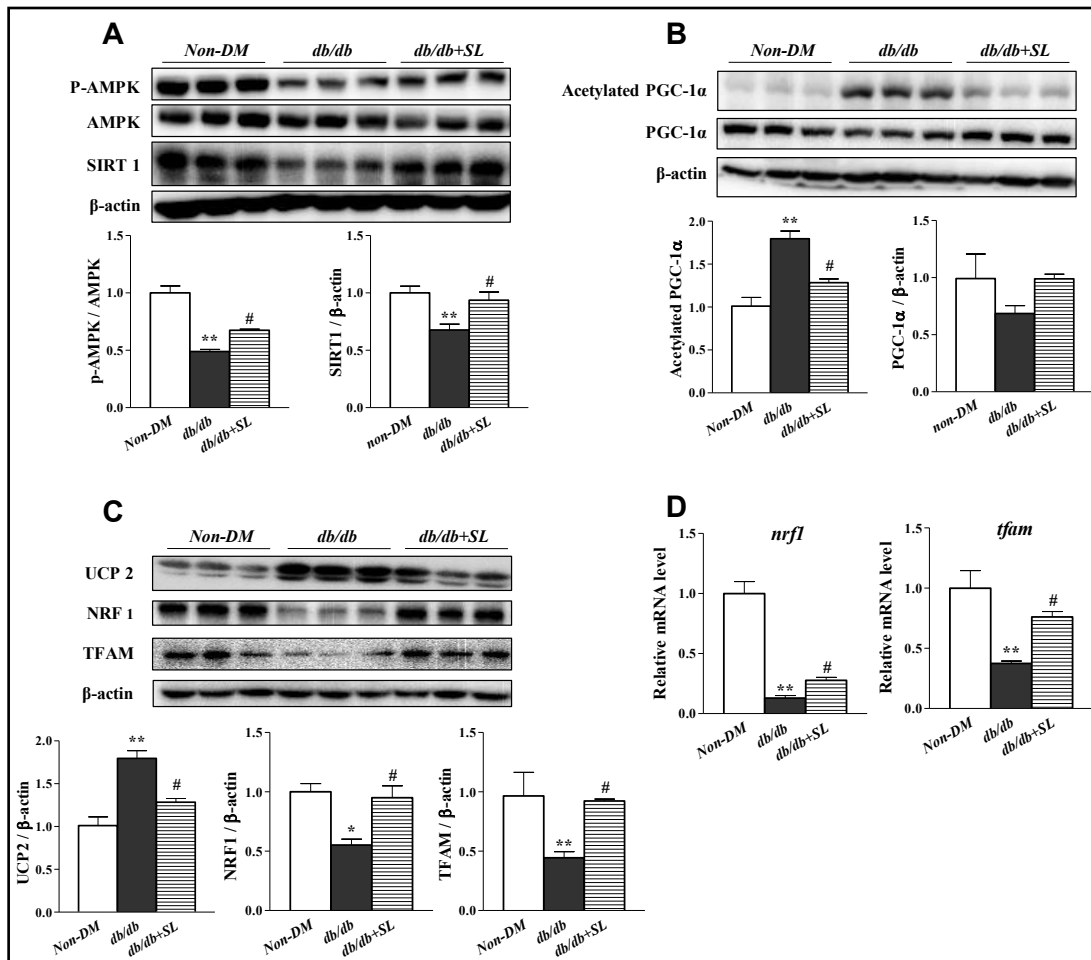 A
Non-DM db/db db/db+SL
P-AMPK
AMPK
SIRT 1
β-actin
1.5
1.0
0.5
0.0
p-AMPK / AMPK
**
#
Non-DM
db/db
db/db+SL
1.5
1.0
0.5
0.0
SIRT1 / β-actin
**
#
non-DM
db/db
db/db+SL
B
Non-DM db/db db/db+SL
Acetylated PGC-1α
PGC-1α
β-actin
2.0
1.5
1.0
0.5
0.0
Acetylated PGC-1α
**
#
Non-DM
db/db
db/db+SL
1.5
1.0
0.5
0.0
PGC-1α / β-actin
non-DM
db/db
db/db+SL
C
Non-DM db/db db/db+SL
UCP 2
NRF 1
TFAM
β-actin
2.0
1.5
1.0
0.5
0.0
UCP2 / β-actin
**
#
Non-DM
db/db
db/db+SL
1.5
1.0
0.5
0.0
NRF1 / β-actin
*
#
Non-DM
db/db
db/db+SL
1.5
1.0
0.5
0.0
TFAM / β-actin
**
#
Non-DM
db/db
db/db+SL
D
nrf1
1.5
1.0
0.5
0.0
Relative mRNA level
**
#
Non-DM
db/db
db/db+SL
tfam
1.5
1.0
0.5
0.0
Relative mRNA level
**
#
Non-DM
db/db
db/db+SL